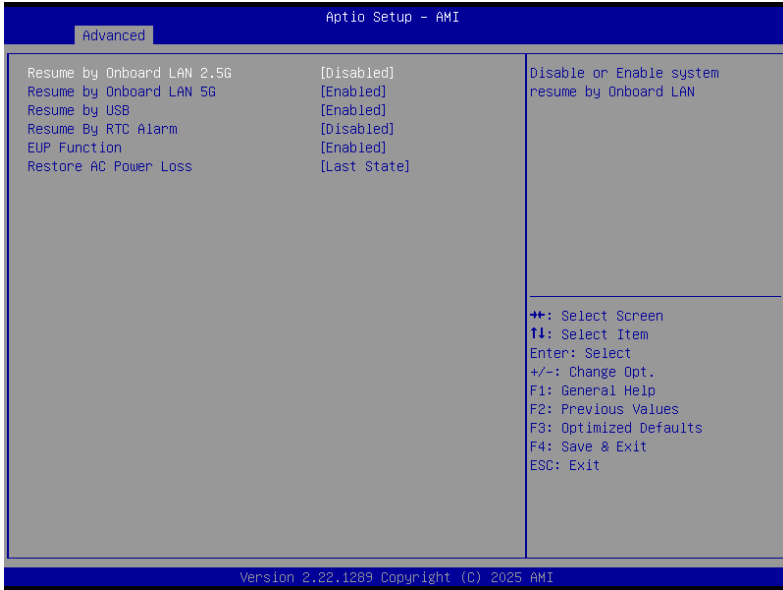 Aptio Setup – AMI
Advanced
Resume by Onboard LAN 2.5G [Disabled]
Resume by Onboard LAN 5G [Enabled]
Resume by USB [Enabled]
Resume By RTC Alarm [Disabled]
EUP Function [Enabled]
Restore AC Power Loss [Last State]
Disable or Enable system
resume by Onboard LAN
→←: Select Screen
↑↓: Select Item
Enter: Select
+/-: Change Opt.
F1: General Help
F2: Previous Values
F3: Optimized Defaults
F4: Save & Exit
ESC: Exit
Version 2.22.1289 Copyright (C) 2025 AMI